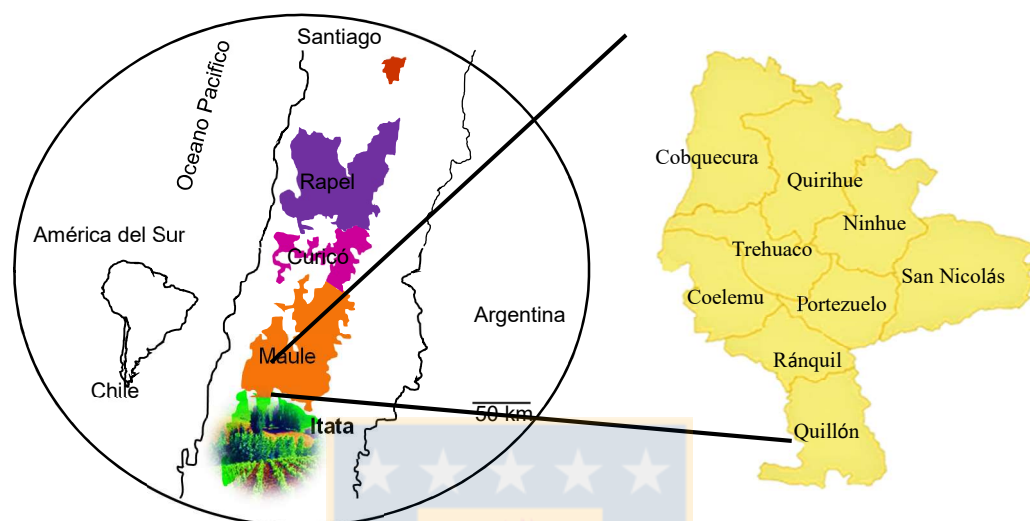 Santiago
Oceano Pacifico
Rapel
América del Sur
Curicó
Argentina
Maule
Chile
50 km
Itata
Cobquecura
Quirihue
Ninhue
Trehuaco
San Nicolás
Coelemu
Portezuelo
Ránquil
Quillón